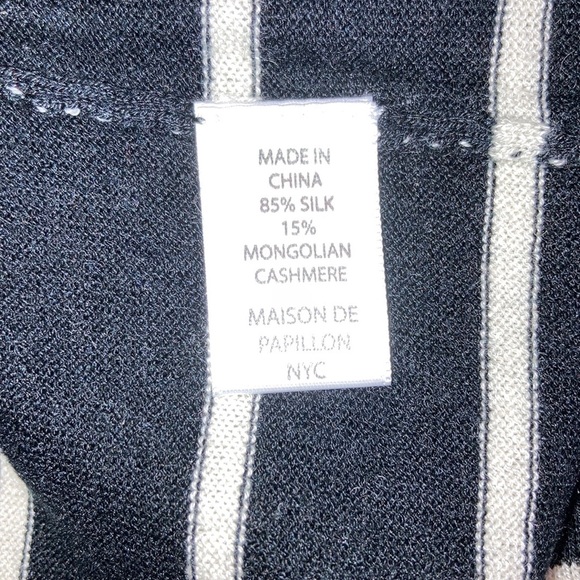 MADE IN
CHINA
85% SILK
15%
MONGOLIAN
CASHMERE
MAISON DE
PAPILLON
NYC